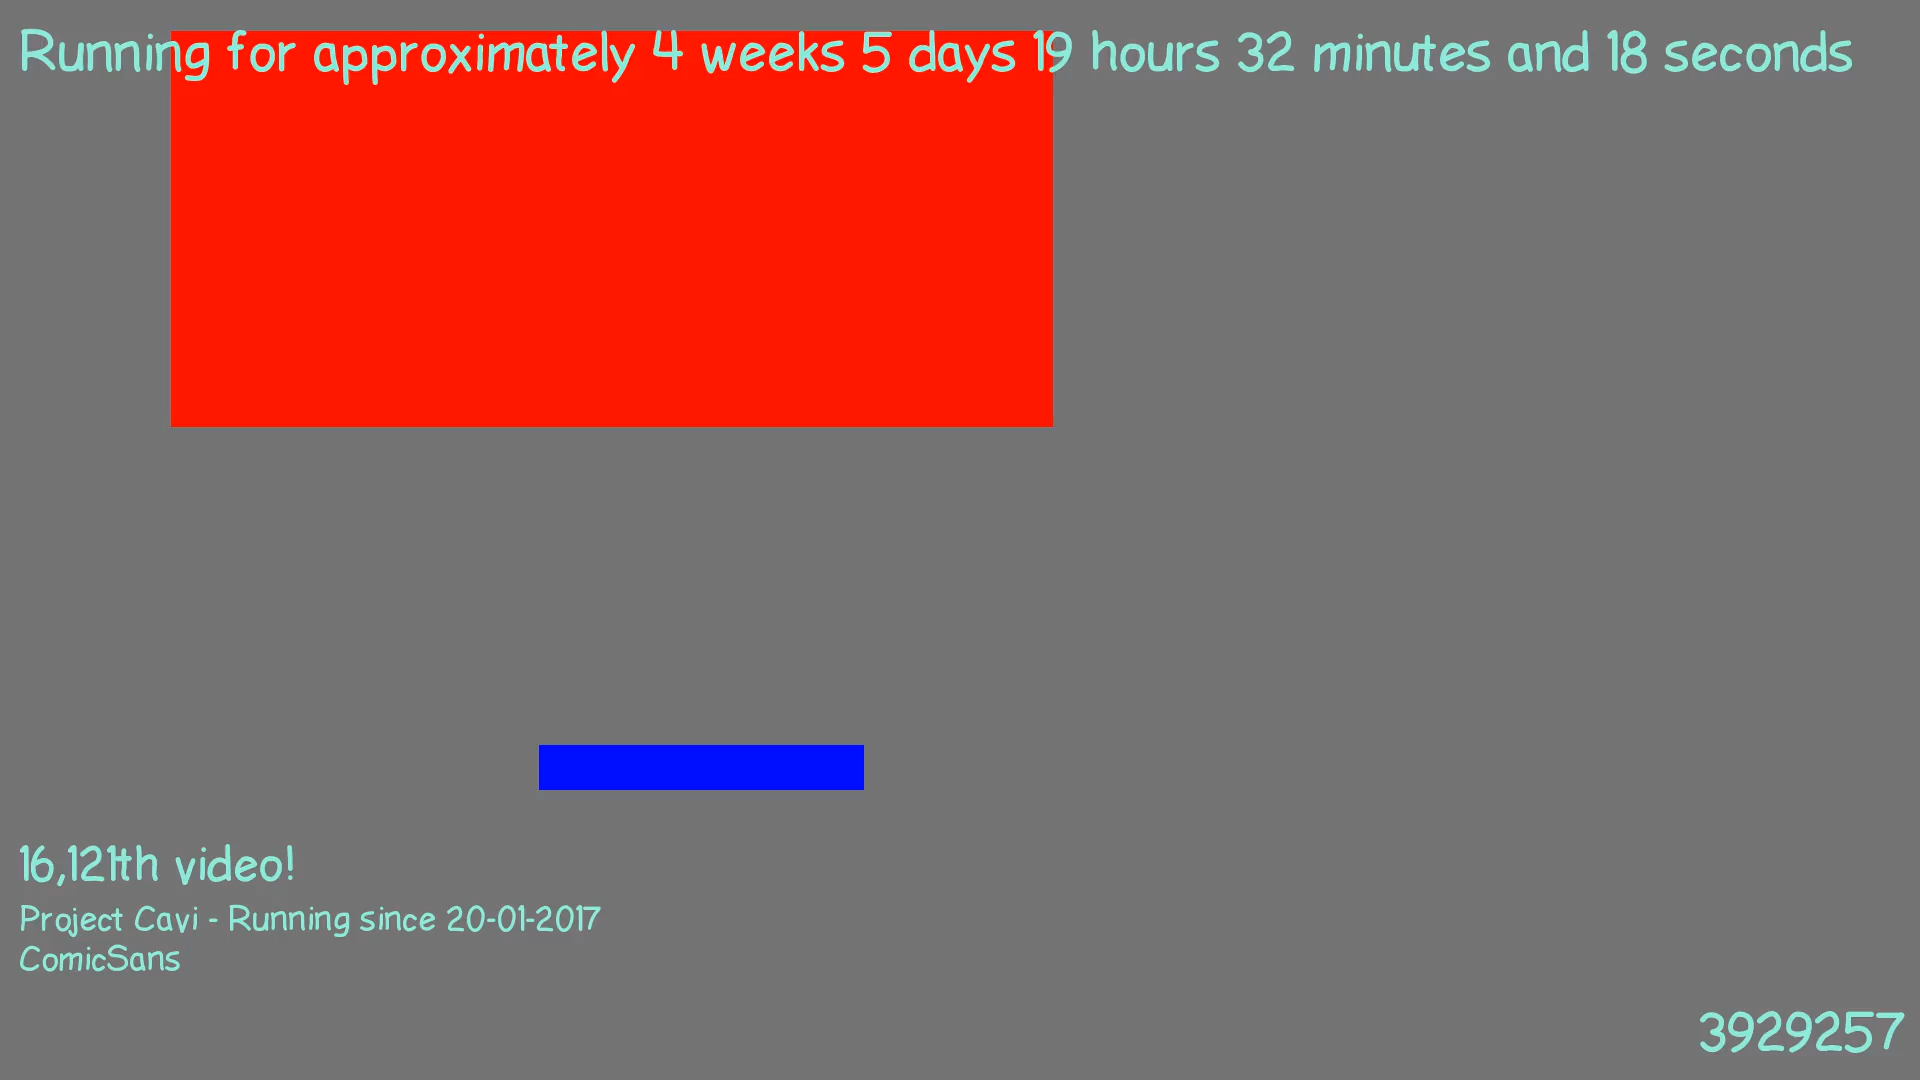 Running for approximately 4 weeks 5 days 19 hours 32 minutes and 18 seconds
16,121th video!
Project Cavi - Running since 20-01-2017
ComicSans
3929257